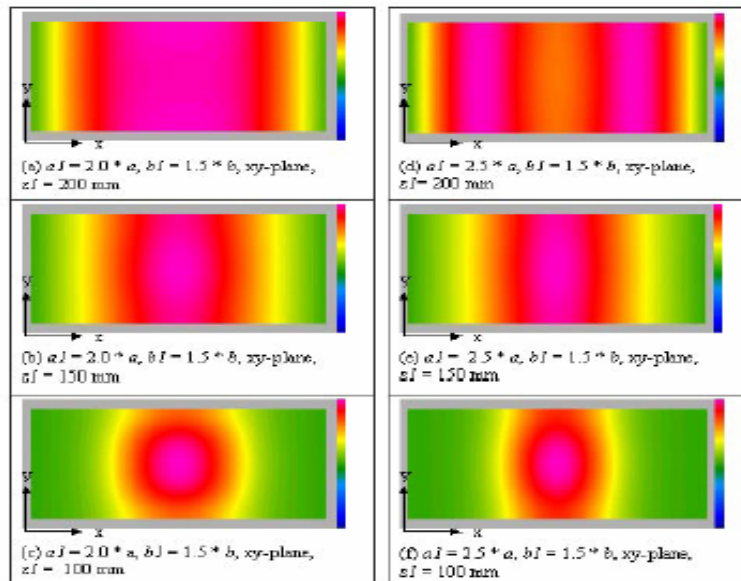 y
x
(a) a1 = 2.0 * a, b1 = 1.5 * b, xy-plane,
z1 = 200 mm
y
x
(d) a1 = 2.5 * a, b1 = 1.5 * b, xy-plane,
z1= 200 mm
y
x
(b) a1 = 2.0 * a, b1 = 1.5 * b, xy-plane,
z1 = 150 mm
y
x
(e) a1 = 2.5 * a, b1 = 1.5 * b, xy-plane,
z1 = 150 mm
y
x
(c) a1 = 2.0 * a, b1 = 1.5 * b, xy-plane,
z1 = 100 mm
y
x
(f) a1 = 2.5 * a, b1 = 1.5 * b, xy-plane,
z1 = 100 mm